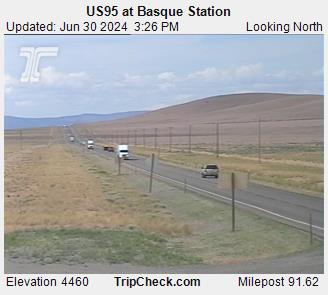 US95 at Basque Station
Updated: Jun 30 2024 3:26 PM Looking North
Elevation 4460 TripCheck.com Milepost 91.62